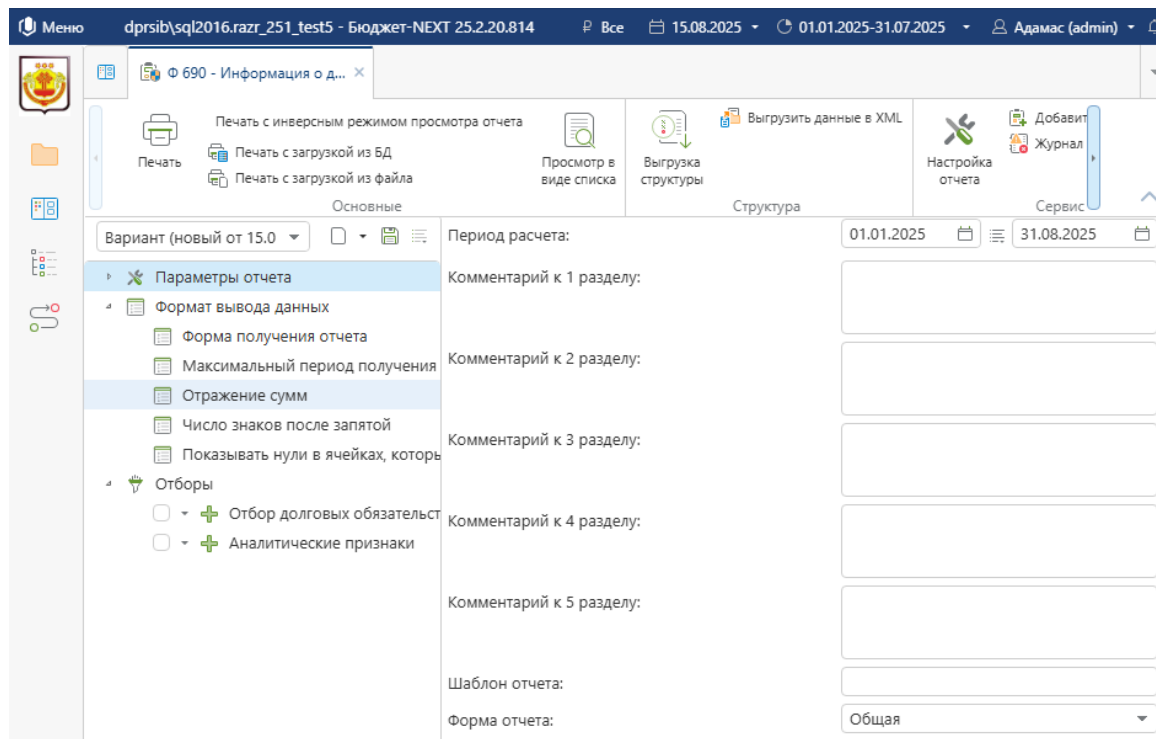 Меню dprsib\sql2016.razr_251_test5 - Бюджет-NEXT 25.2.20.814 ₽ Все 15.08.2025 01.01.2025-31.07.2025 Адамас (admin)
Ф 690 - Информация о д... ×
Печать
Печать с инверсным режимом просмотра отчета
Печать с загрузкой из БД
Печать с загрузкой из файла
Просмотр в
виде списка
Основные
Выгрузка
структуры
Выгрузить данные в XML
Структура
Настройка
отчета
Добавит
Журнал
Сервис
Вариант (новый от 15.0
Параметры отчета
Формат вывода данных
Форма получения отчета
Максимальный период получения
Отражение сумм
Число знаков после запятой
Показывать нули в ячейках, которы
Отборы
Отбор долговых обязательст
Аналитические признаки
Период расчета: 01.01.2025 31.08.2025
Комментарий к 1 разделу:
Комментарий к 2 разделу:
Комментарий к 3 разделу:
Комментарий к 4 разделу:
Комментарий к 5 разделу:
Шаблон отчета:
Форма отчета: Общая